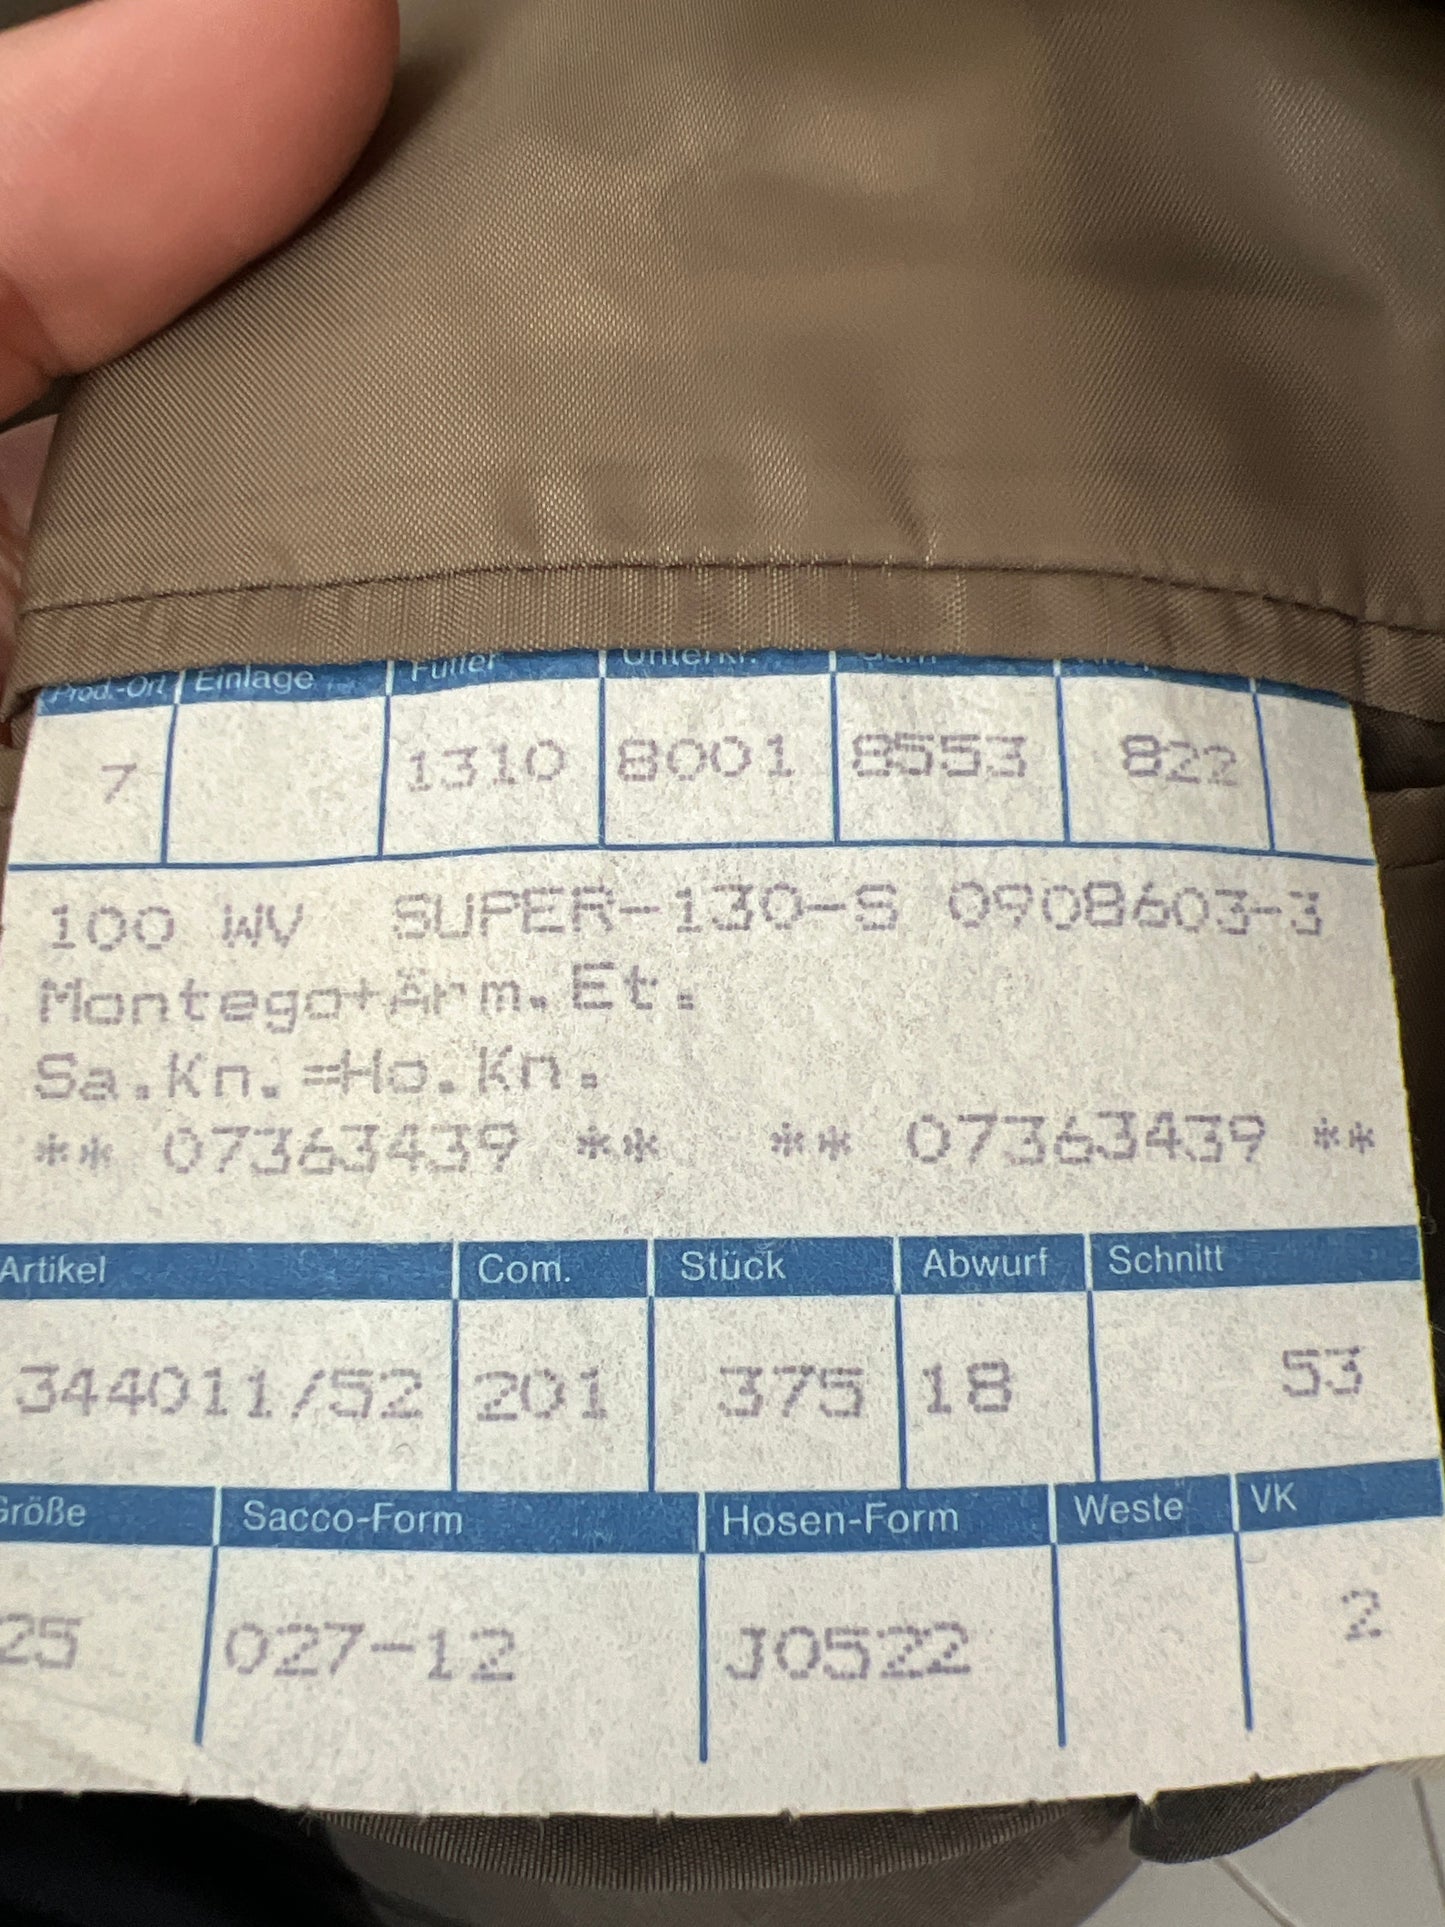 Prod.-Ort Einlage Futter Unterkr. Garn
7 1310 8001 8553 822
100 WV SUPER-130-S 0908603-3
Montego+Ärm.Et.
Sa.Kn.=Ho.Kn.
** 07363439 ** ** 07363439 **
Artikel Com. Stück Abwurf Schnitt
344011/52 201 375 18 53
Größe Sacco-Form Hosen-Form Weste VK
25 027-12 J0522 2